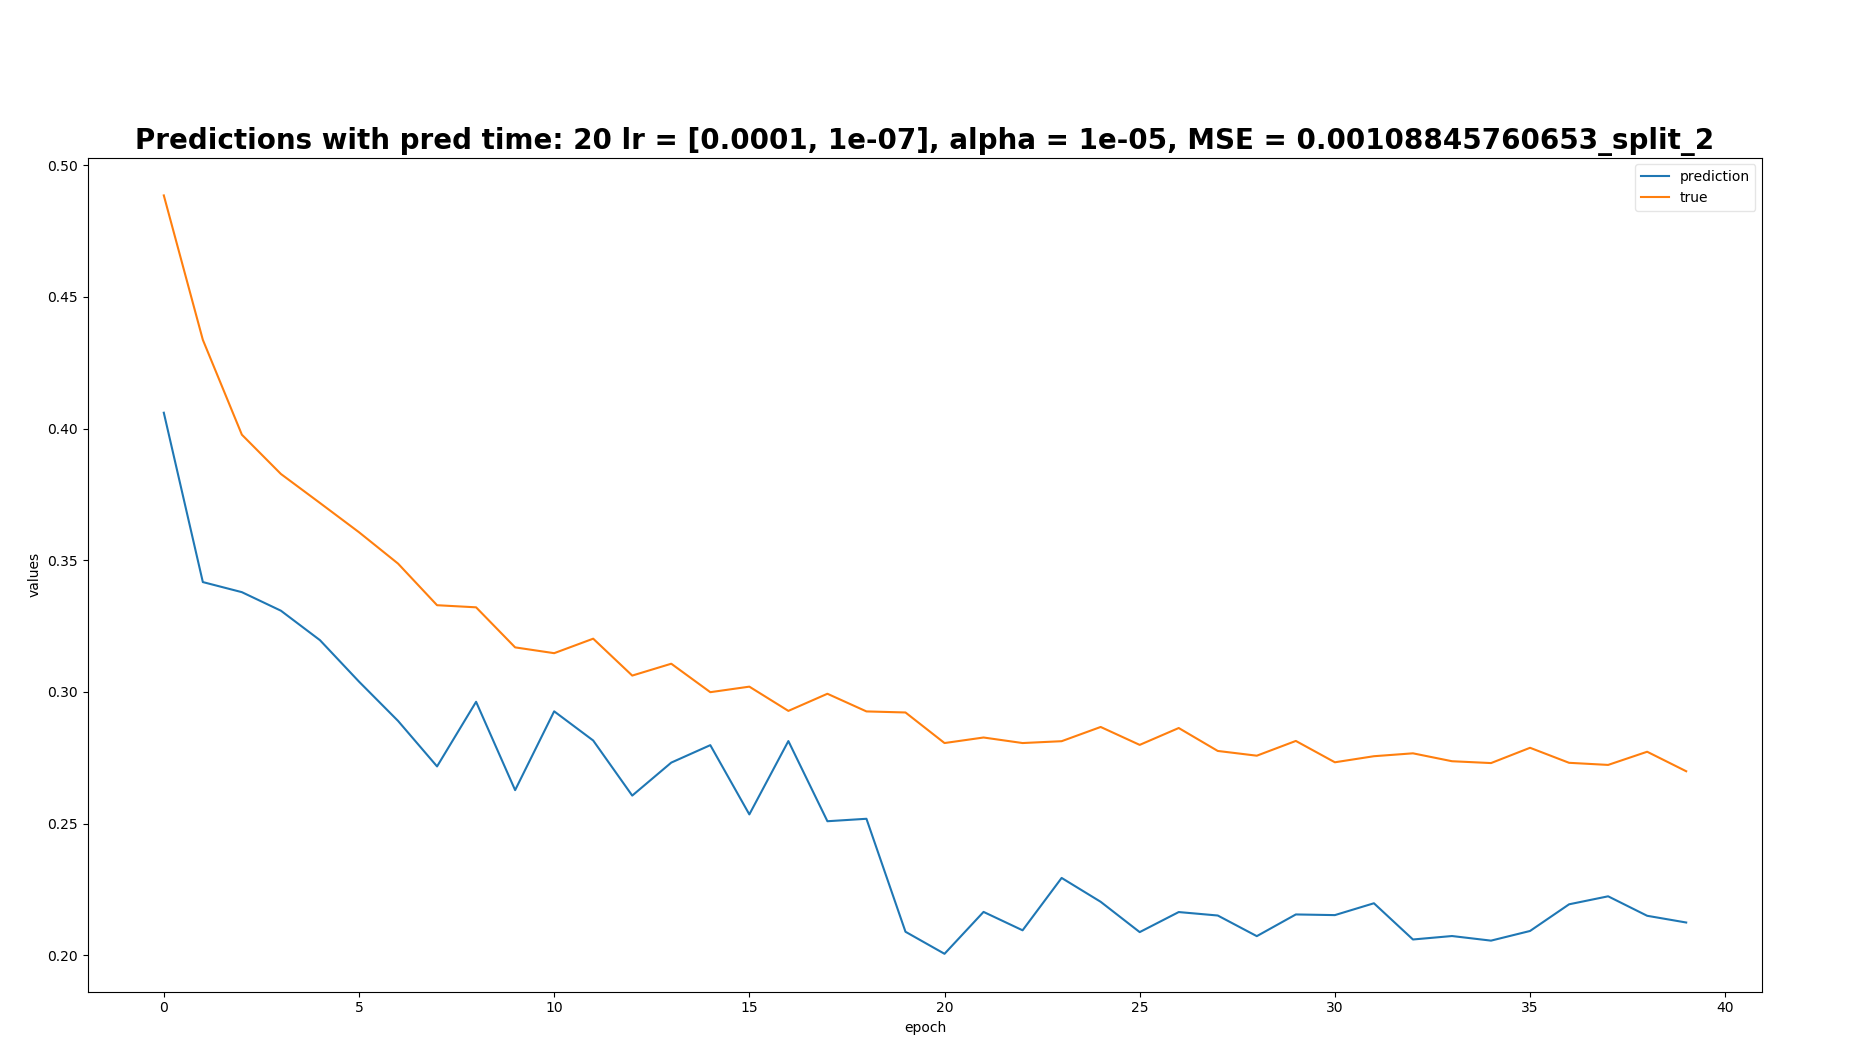 Predictions with pred time: 20 lr = [0.0001, 1e-07], alpha = 1e-05, MSE = 0.00108845760653_split_2
prediction
true
0.50
0.45
0.40
0.35
0.30
0.25
0.20
values
0 5 10 15 20 25 30 35 40
epoch